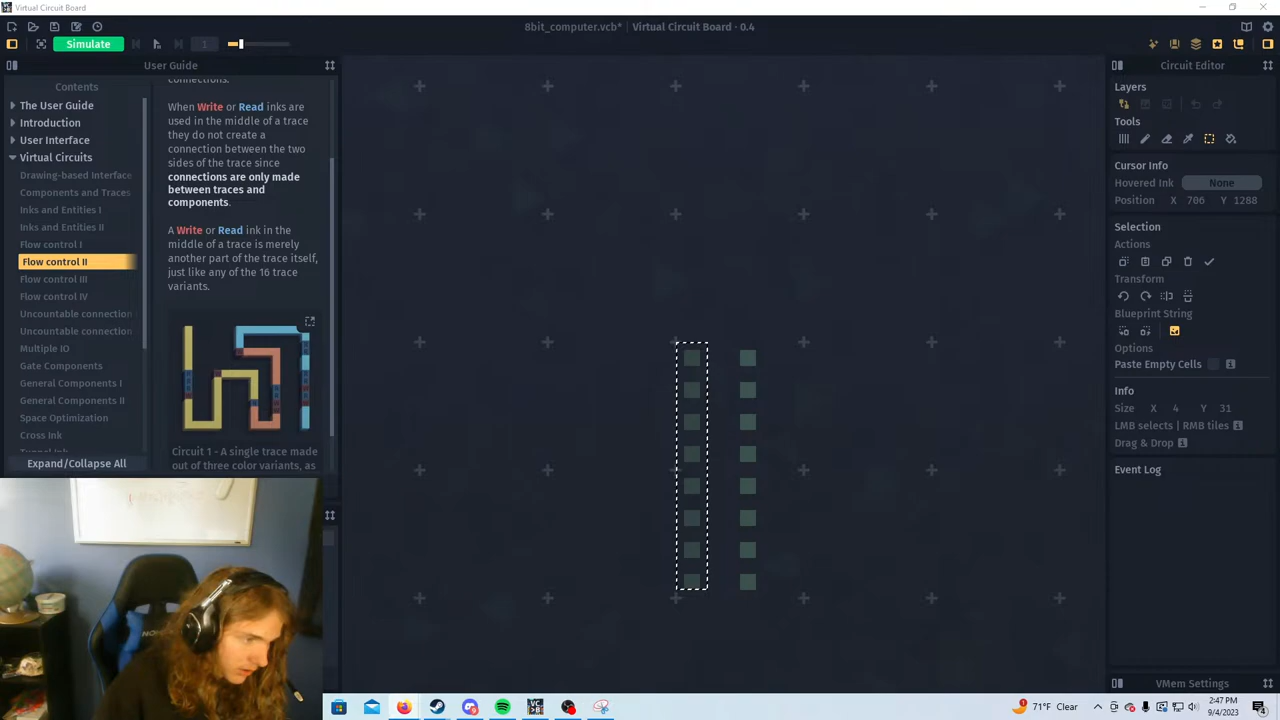 Virtual Circuit Board
8bit_computer.vcb* | Virtual Circuit Board - 0.4
Simulate
1
User Guide
Contents
The User Guide
Introduction
User Interface
Virtual Circuits
Drawing-based Interface
Components and Traces
Inks and Entities I
Inks and Entities II
Flow control I
Flow control II
Flow control III
Flow control IV
Uncountable connection
Uncountable connection
Multiple IO
Gate Components
General Components I
General Components II
Space Optimization
Cross Ink
Tunnel Ink
Expand/Collapse All
connections.
When Write or Read inks are
used in the middle of a trace
they do not create a
connection between the two
sides of the trace since
connections are only made
between traces and
components.
A Write or Read ink in the
middle of a trace is merely
another part of the trace itself,
just like any of the 16 trace
variants.
Circuit 1 - A single trace made
out of three color variants, as
Circuit Editor
Layers
Tools
Cursor Info
Hovered Ink
None
Position X 706 Y 1288
Selection
Actions
Transform
Blueprint String
Options
Paste Empty Cells
Info
Size X 4 Y 31
LMB selects | RMB tiles
Drag & Drop
Event Log
VMem Settings
71°F Clear
2:47 PM
9/4/2023